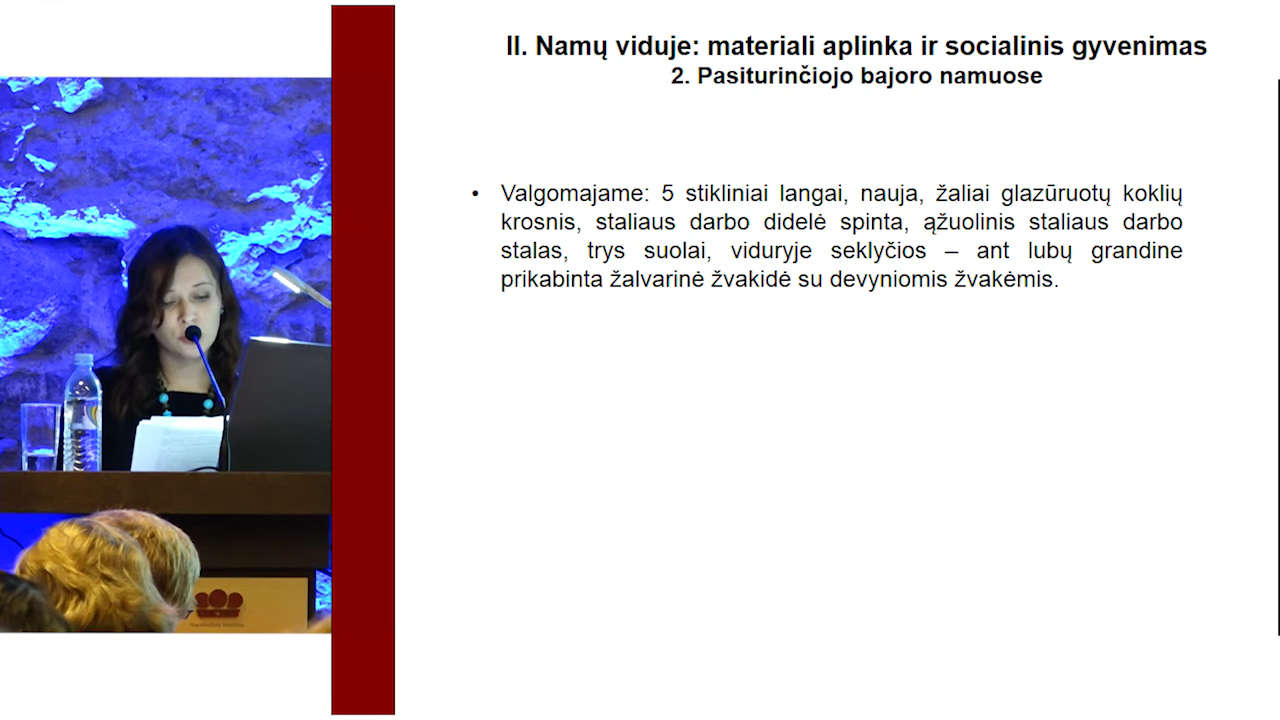 II. Namų viduje: materiali aplinka ir socialinis gyvenimas
2. Pasiturinčiojo bajoro namuose
• Valgomajame: 5 stikliniai langai, nauja, žaliai glazūruotų koklių
krosnis, staliaus darbo didelė spinta, ąžuolinis staliaus darbo
stalas, trys suolai, viduryje seklyčios – ant lubų grandine
prikabinta žalvarinė žvakidė su devyniomis žvakėmis.